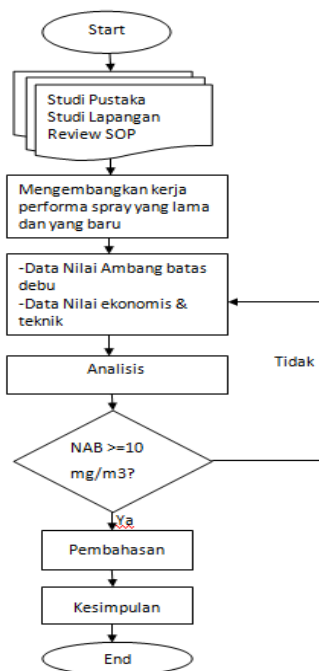 Start
Studi Pustaka
Studi Lapangan
Review SOP
Mengembangkan kerja
performa spray yang lama
dan yang baru
-Data Nilai Ambang batas
debu
-Data Nilai ekonomis &
teknik
Analisis
Tidak
NAB >=10
mg/m3?
Ya
Pembahasan
Kesimpulan
End